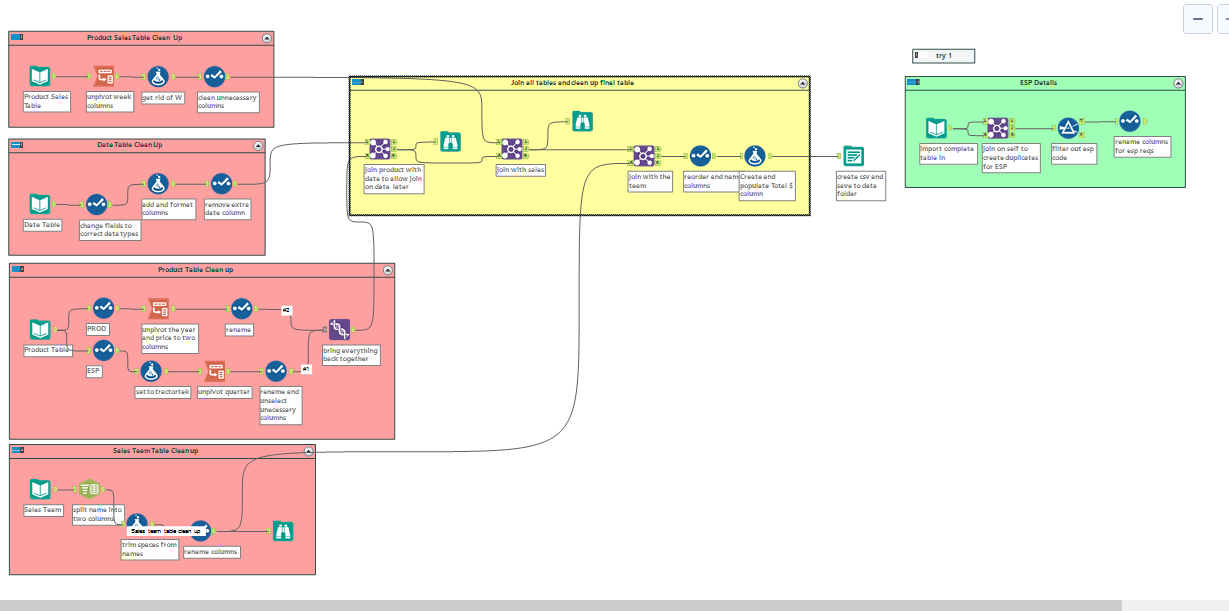 Product Sales Table Clean Up
Product Sales
Table
unpivot week
columns
get rid of W
clean unnecessary
columns
Date Table Clean Up
Date Table
change fields to
correct date types
add and format
columns
remove extra
date column
Product Table Clean up
Product Table
PROD
ESP
unpivot the year
and price to two
columns
rename
#2
#1
set to tractortek
unpivot quarter
rename and
unselect
unecessary
columns
bring everything
back together
Sales Team Table Clean up
Sales Team
split name into
two columns
Sales team table clean up
trim spaces from
names
rename columns
Join all tables and clean up final table
Join product with
date to allow join
on date later
Join with sales
Join with the
team
reorder and nam
columns
Create and
populate Total $
column
create csv and
save to data
folder
try 1
ESP Details
Import complete
table in
Join on self to
create duplicates
for ESP
filter out esp
code
rename columns
for esp reqs